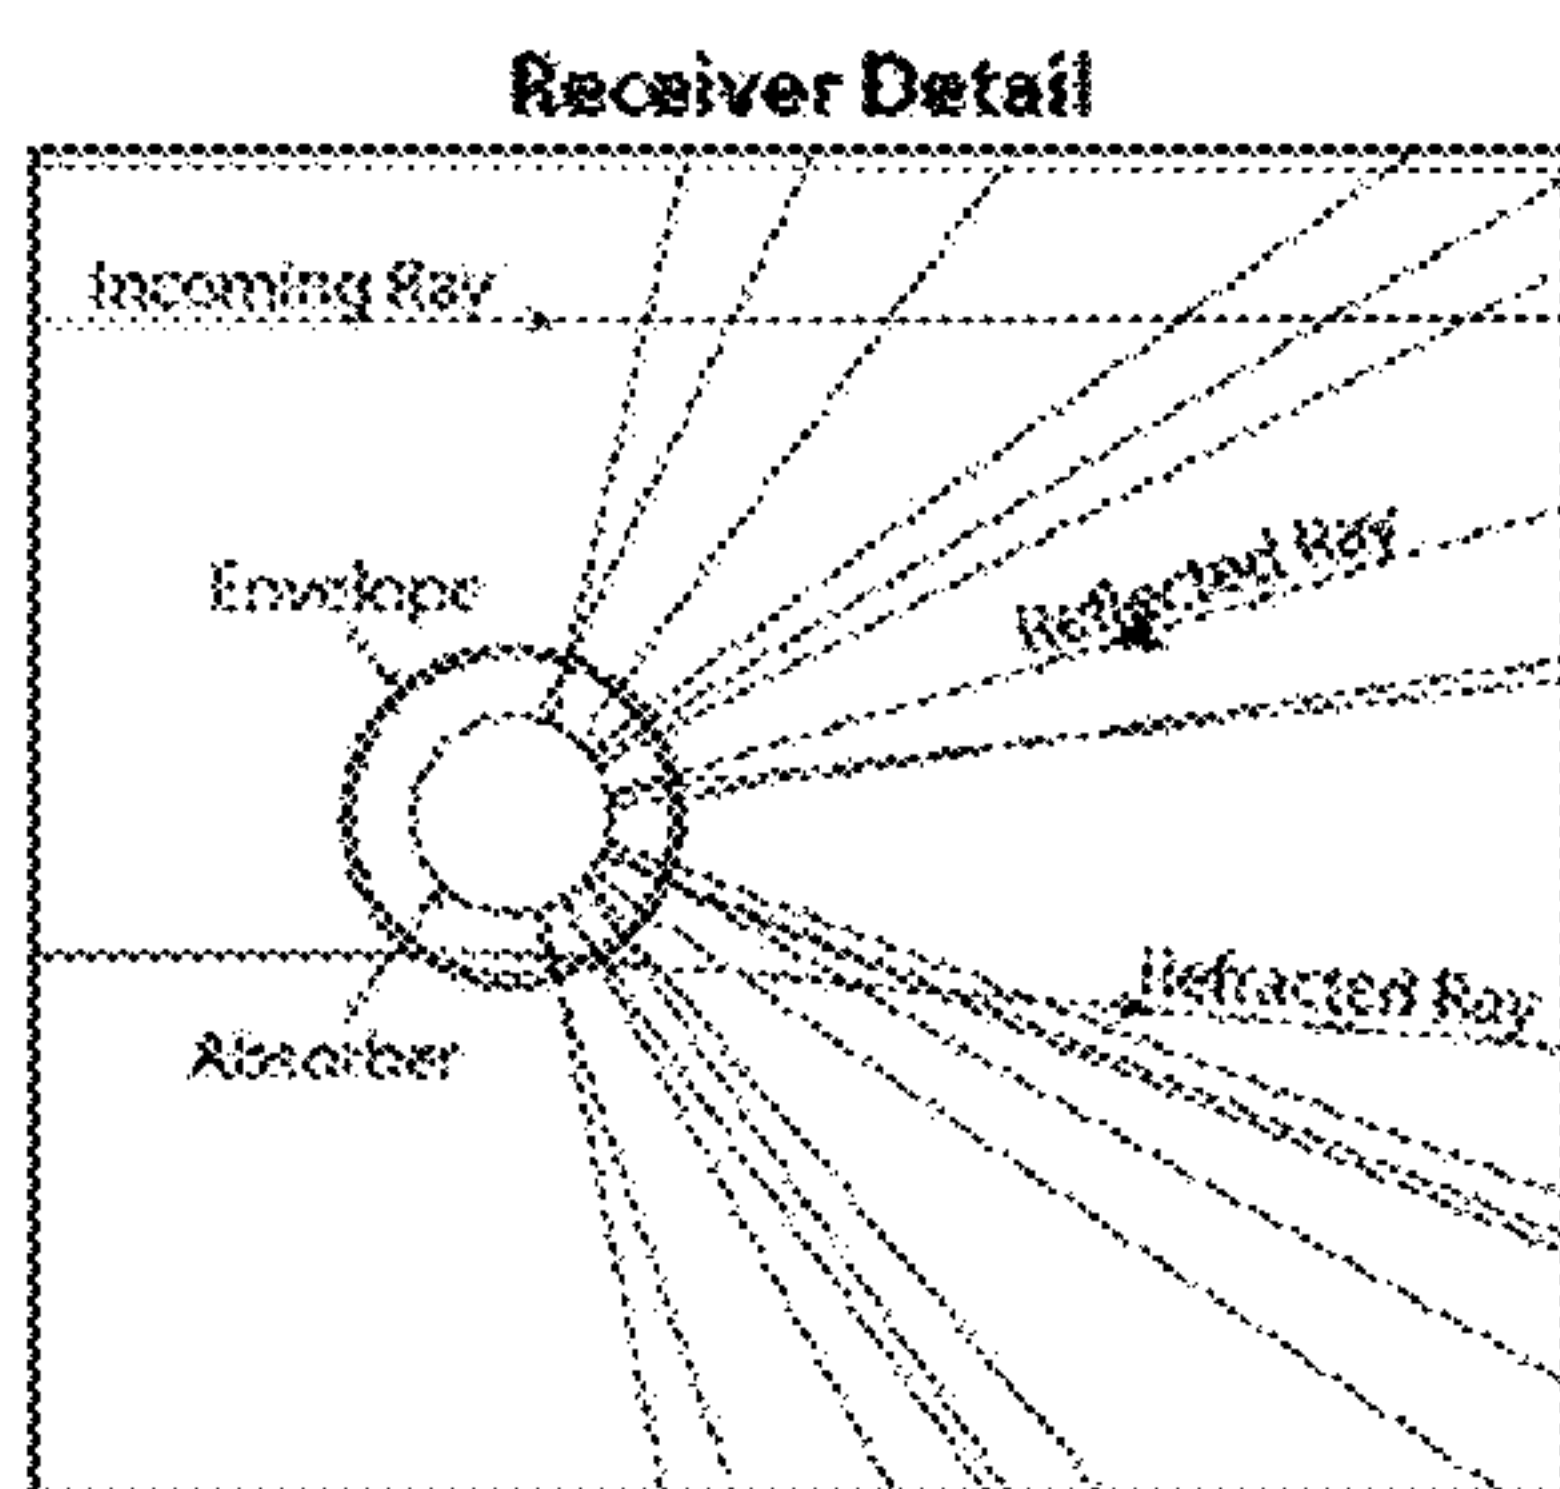 Receiver Detail
Incoming Ray
Envelope
Reflected Ray
Refracted Ray
Absorber